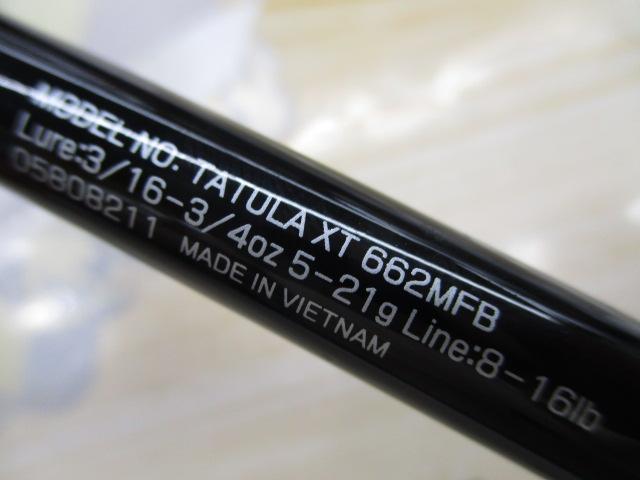 MODEL NO. TATULA XT 662MFB
Lure:3/16-3/4oz 5-21g Line:8-16lb
05808211 MADE IN VIETNAM